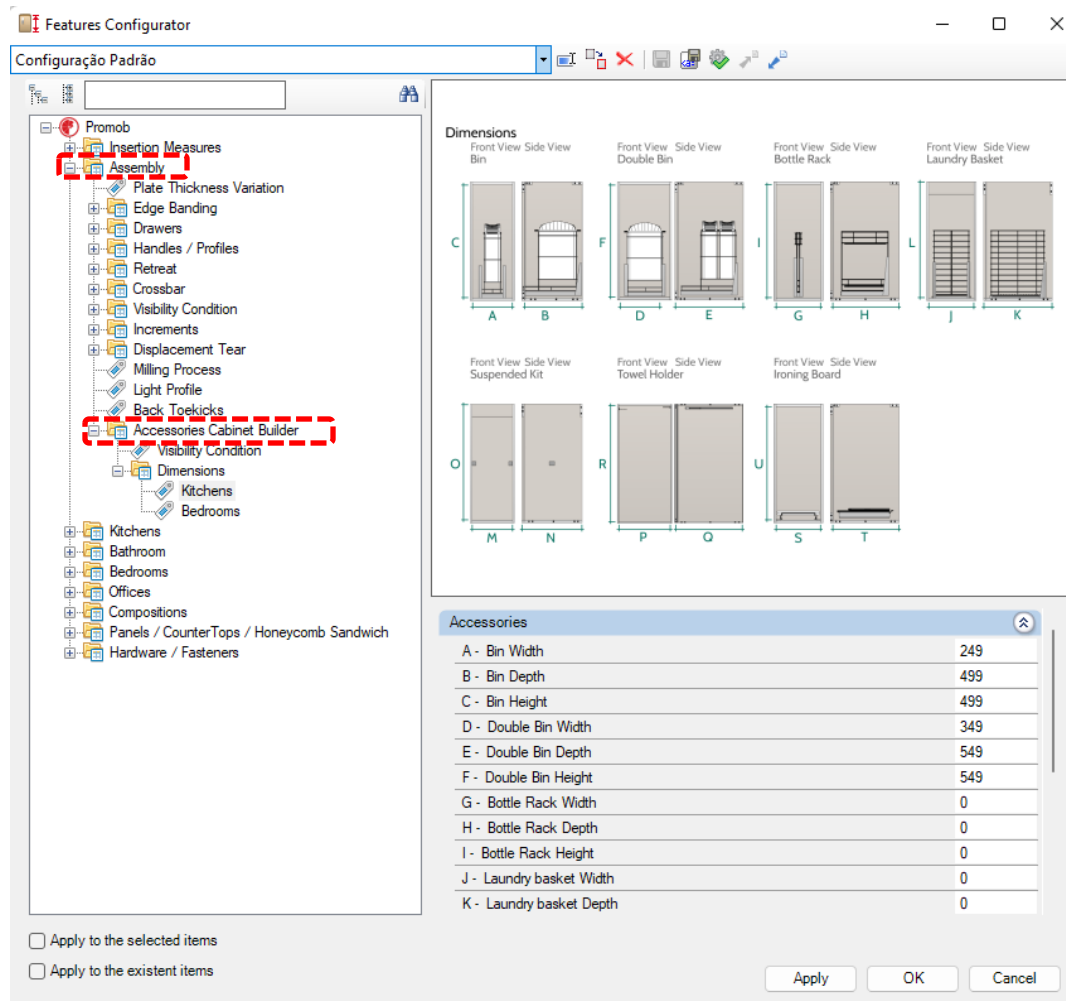 Features Configurator
Configuração Padrão
Promob
Insertion Measures
Assembly
Plate Thickness Variation
Edge Banding
Drawers
Handles / Profiles
Retreat
Crossbar
Visibility Condition
Increments
Displacement Tear
Milling Process
Light Profile
Back Toekicks
Accessories Cabinet Builder
Visibility Condition
Dimensions
Kitchens
Bedrooms
Kitchens
Bathroom
Bedrooms
Offices
Compositions
Panels / CounterTops / Honeycomb Sandwich
Hardware / Fasteners
Dimensions
Front View Side View Front View Side View Front View Side View Front View Side View
Bin Double Bin Bottle Rack Laundry Basket
C F I L
A B D E G H J K
Front View Side View Front View Side View Front View Side View
Suspended Kit Towel Holder Ironing Board
O R U
M N P Q S T
Accessories
A - Bin Width 249
B - Bin Depth 499
C - Bin Height 499
D - Double Bin Width 349
E - Double Bin Depth 549
F - Double Bin Height 549
G - Bottle Rack Width 0
H - Bottle Rack Depth 0
I - Bottle Rack Height 0
J - Laundry basket Width 0
K - Laundry basket Depth 0
Apply to the selected items
Apply to the existent items
Apply OK Cancel